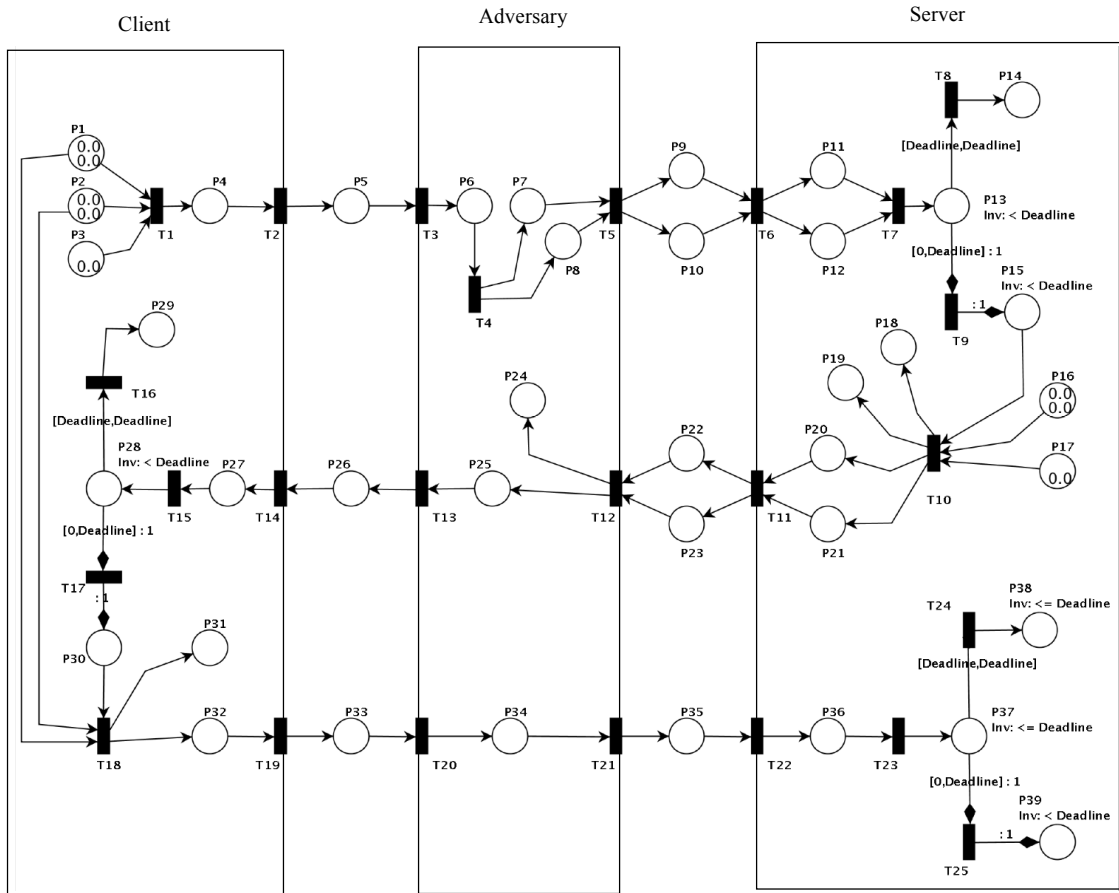 Client
Adversary
Server
P1
0.0
0.0
P2
0.0
0.0
P3
0.0
T1
P4
T2
P5
T3
P6
T4
P7
P8
T5
P9
P10
T6
P11
P12
T7
T8
P14
[Deadline,Deadline]
P13
Inv: < Deadline
[0,Deadline] : 1
P15
Inv: < Deadline
: 1
T9
P16
0.0
0.0
P17
0.0
P18
P19
T10
P20
P21
T11
P22
P23
P24
T12
P25
T13
P26
T14
P27
T15
P28
Inv: < Deadline
[Deadline,Deadline]
T16
P29
[0,Deadline] : 1
T17
: 1
P30
P31
T18
P32
T19
P33
T20
P34
T21
P35
T22
P36
T23
P37
Inv: <= Deadline
[Deadline,Deadline]
T24
P38
Inv: <= Deadline
[0,Deadline] : 1
P39
Inv: < Deadline
: 1
T25